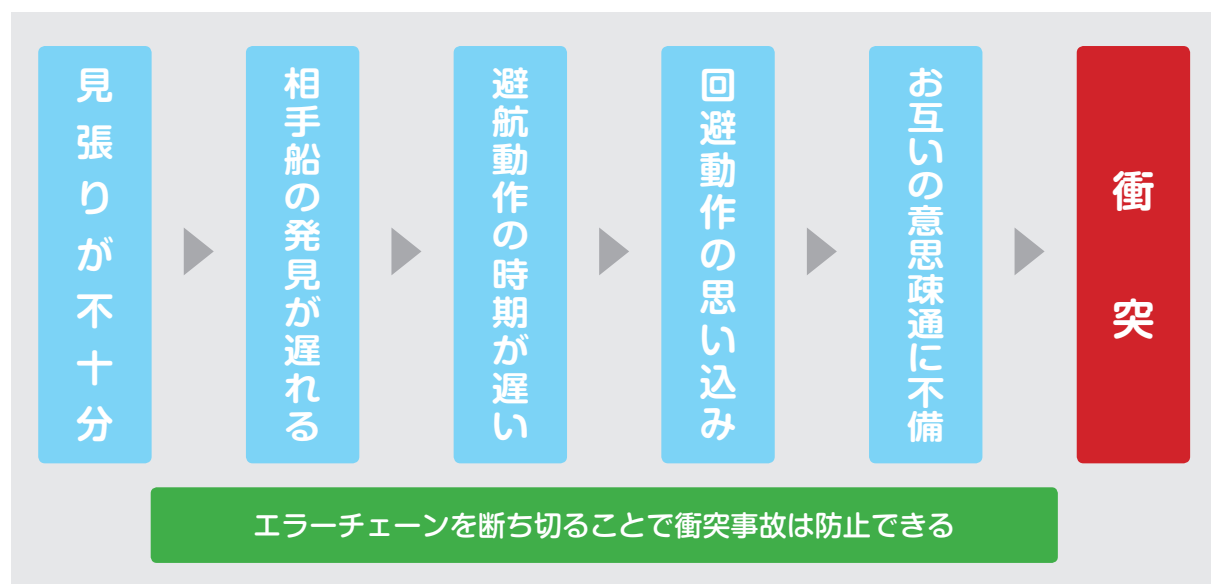 見張りが不十分
相手船の発見が遅れる
避航動作の時期が遅い
回避動作の思い込み
お互いの意思疎通に不備
衝突
エラーチェーンを断ち切ることで衝突事故は防止できる